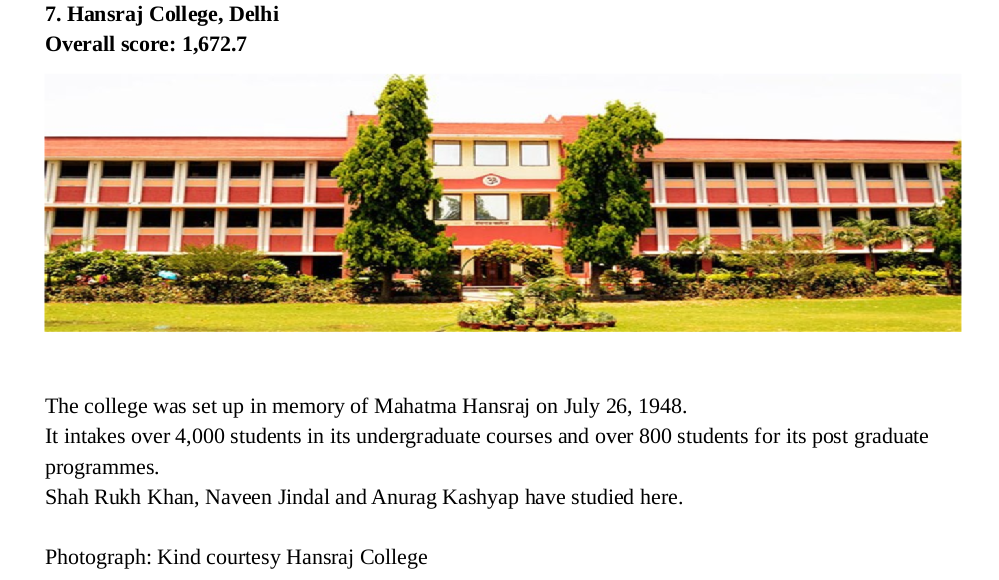 7. Hansraj College, Delhi
Overall score: 1,672.7
The college was set up in memory of Mahatma Hansraj on July 26, 1948.
It intakes over 4,000 students in its undergraduate courses and over 800 students for its post graduate
programmes.
Shah Rukh Khan, Naveen Jindal and Anurag Kashyap have studied here.
Photograph: Kind courtesy Hansraj College